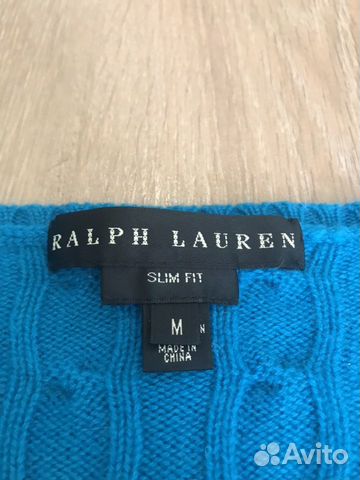 RALPH LAUREN
SLIM FIT
M
MADE IN
CHINA
Avito